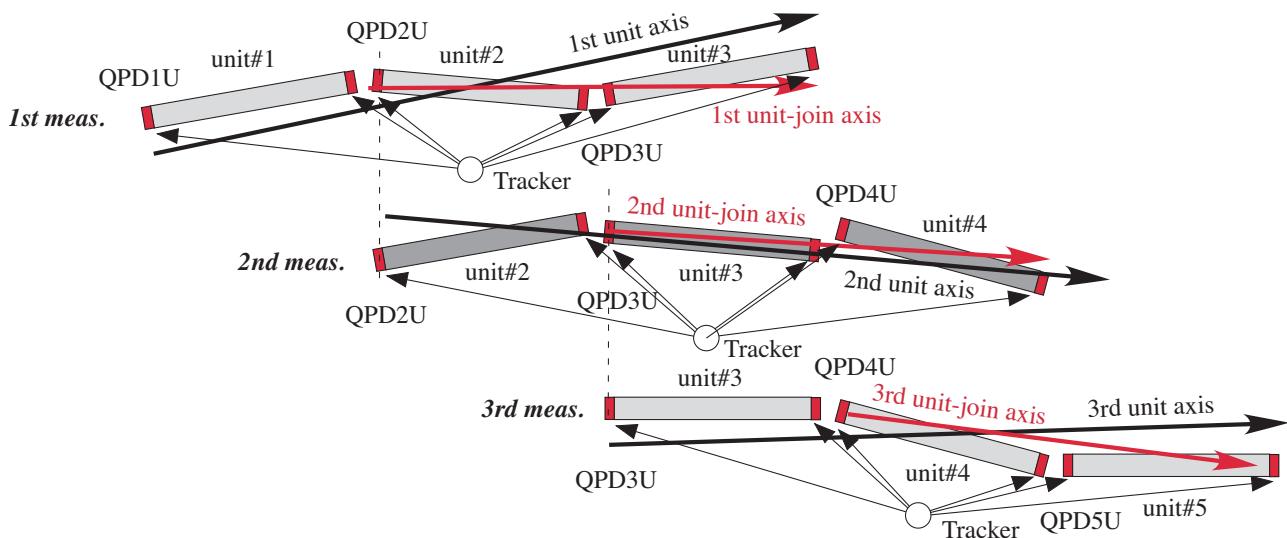 QPD2U
1st unit axis
unit#1
unit#2
unit#3
QPD1U
1st meas.
1st unit-join axis
QPD3U
Tracker
QPD4U
2nd unit-join axis
unit#4
2nd meas.
unit#2
unit#3
2nd unit axis
QPD3U
QPD2U
Tracker
QPD4U
unit#3
3rd unit-join axis
3rd meas.
3rd unit axis
QPD3U
unit#4
Tracker
QPD5U
unit#5